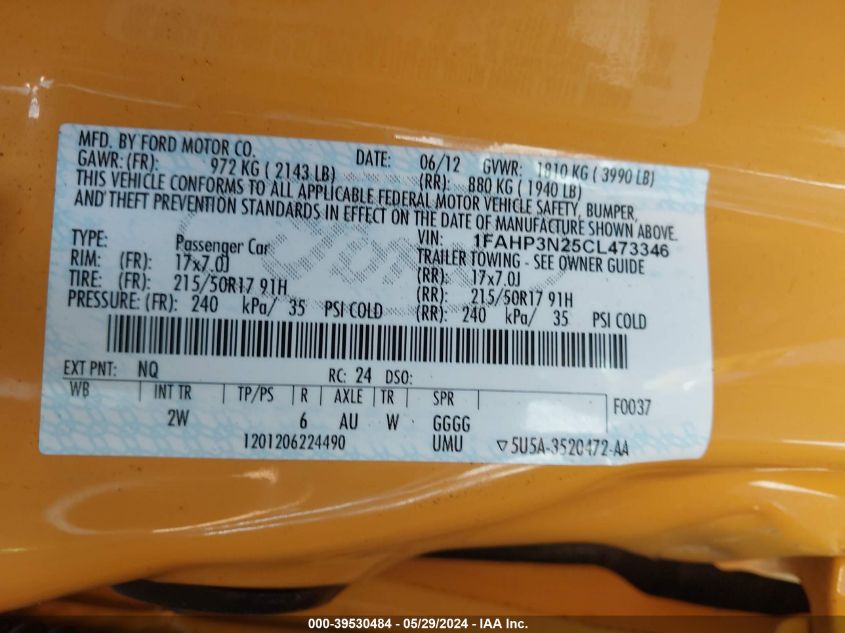 MFD. BY FORD MOTOR CO. DATE: 06/12 GVWR: 1810 KG ( 3990 LB)
GAWR: (FR): 972 KG ( 2143 LB) (RR): 880 KG ( 1940 LB)
THIS VEHICLE CONFORMS TO ALL APPLICABLE FEDERAL MOTOR VEHICLE SAFETY, BUMPER,
AND THEFT PREVENTION STANDARDS IN EFFECT ON THE DATE OF MANUFACTURE SHOWN ABOVE.
VIN: 1FAHP3N25CL473346
TYPE: Passenger Car TRAILER TOWING - SEE OWNER GUIDE
RIM: (FR): 17x7.0J (RR): 17x7.0J
TIRE: (FR): 215/50R17 91H (RR): 215/50R17 91H
PRESSURE: (FR): 240 kPa/ 35 PSI COLD (RR): 240 kPa/ 35 PSI COLD
EXT PNT: NQ RC: 24 DSO:
WB INT TR TP/PS R AXLE TR SPR F0037
2W 6 AU W GGGG
1201206224490 UMU ▽5U5A-3520472-AA
Ford
000-39530484 - 05/29/2024 - IAA Inc.